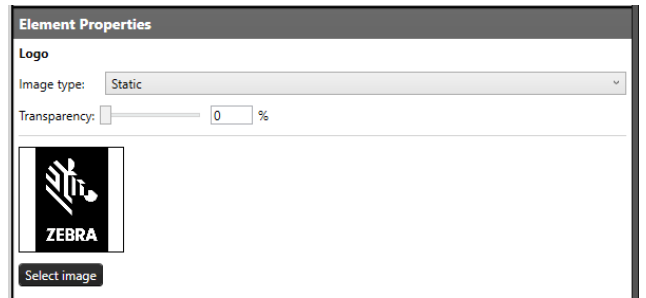 Element Properties
Logo
Image type: Static
Transparency: 0 %
ZEBRA
Select image